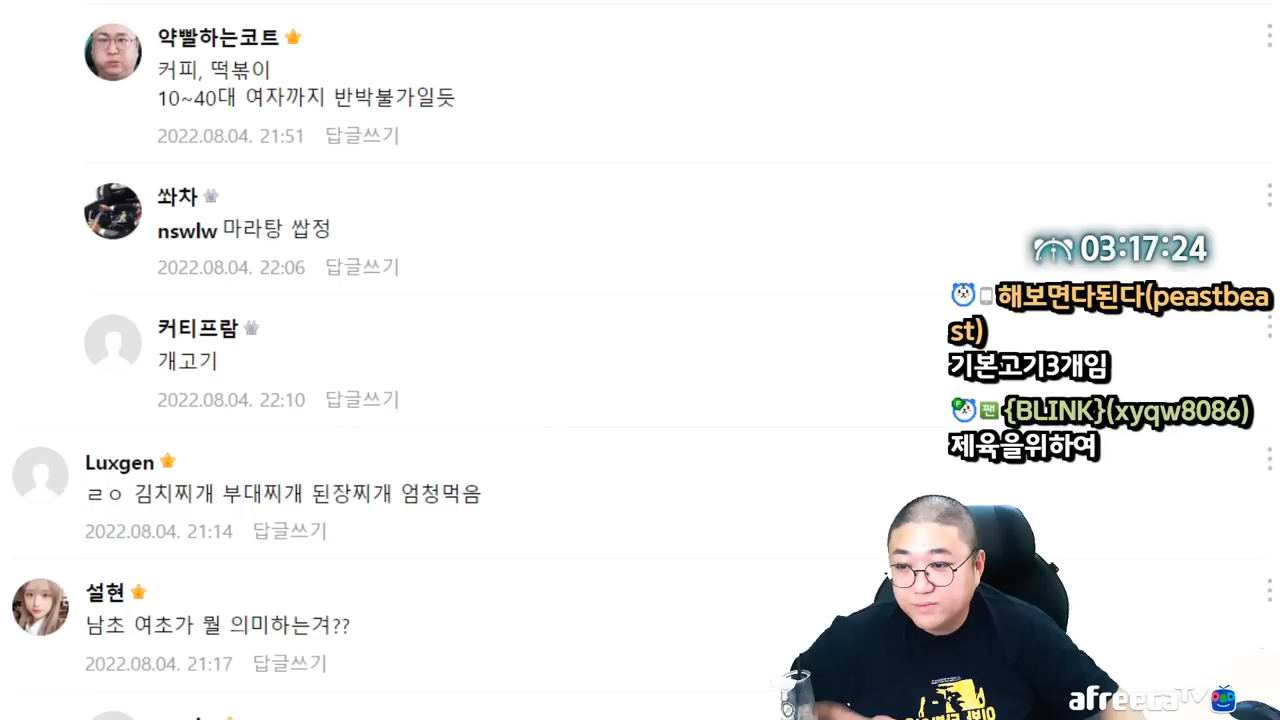 약빨하는코트
커피, 떡볶이
10~40대 여자까지 반박불가일듯
2022.08.04. 21:51 답글쓰기
쏴차
nswlw 마라탕 쌉정
2022.08.04. 22:06 답글쓰기
커티프람
개고기
2022.08.04. 22:10 답글쓰기
Luxgen
ㄹㅇ 김치찌개 부대찌개 된장찌개 엄청먹음
2022.08.04. 21:14 답글쓰기
설현
남초 여초가 뭘 의미하는겨??
2022.08.04. 21:17 답글쓰기
03:17:24
해보면다된다(peastbea
st)
기본고기3개임
F 팬 {BLINK}(xyqw8086)
제육을위하여
afreecaTV